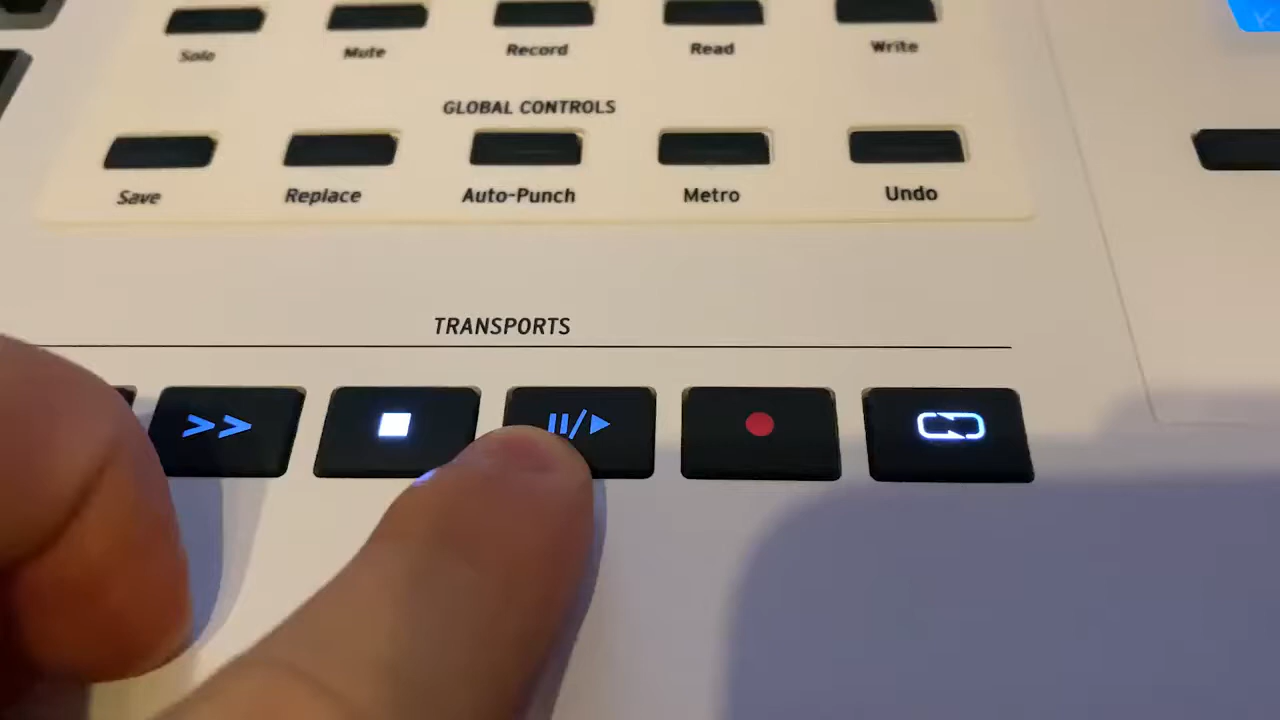 Solo Mute Record Read Write
GLOBAL CONTROLS
Save Replace Auto-Punch Metro Undo
TRANSPORTS